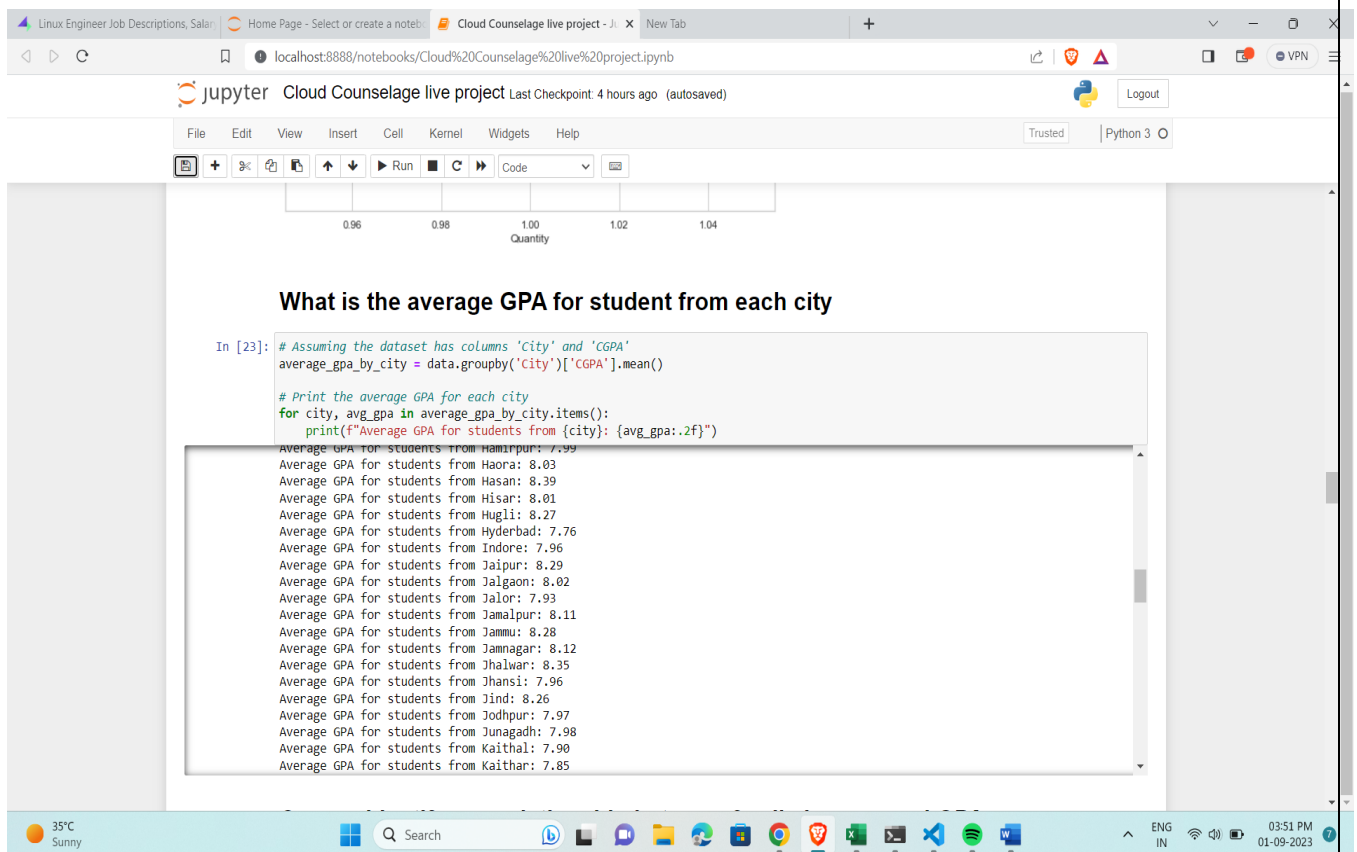 Linux Engineer Job Descriptions, Salar
Home Page - Select or create a notebo
Cloud Counselage live project - Ju
New Tab
localhost:8888/notebooks/Cloud%20Counselage%20live%20project.ipynb
VPN
jupyter Cloud Counselage live project Last Checkpoint: 4 hours ago (autosaved)
Logout
File Edit View Insert Cell Kernel Widgets Help
Trusted Python 3
Run Code
0.96 0.98 1.00 1.02 1.04
Quantity
What is the average GPA for student from each city
In [23]: # Assuming the dataset has columns 'City' and 'CGPA'
average_gpa_by_city = data.groupby('City')['CGPA'].mean()
# Print the average GPA for each city
for city, avg_gpa in average_gpa_by_city.items():
    print(f"Average GPA for students from {city}: {avg_gpa:.2f}")
Average GPA for students from Hamirpur: 7.99
Average GPA for students from Haora: 8.03
Average GPA for students from Hasan: 8.39
Average GPA for students from Hisar: 8.01
Average GPA for students from Hugli: 8.27
Average GPA for students from Hyderbad: 7.76
Average GPA for students from Indore: 7.96
Average GPA for students from Jaipur: 8.29
Average GPA for students from Jalgaon: 8.02
Average GPA for students from Jalor: 7.93
Average GPA for students from Jamalpur: 8.11
Average GPA for students from Jammu: 8.28
Average GPA for students from Jamnagar: 8.12
Average GPA for students from Jhalwar: 8.35
Average GPA for students from Jhansi: 7.96
Average GPA for students from Jind: 8.26
Average GPA for students from Jodhpur: 7.97
Average GPA for students from Junagadh: 7.98
Average GPA for students from Kaithal: 7.90
Average GPA for students from Kaithar: 7.85
35°C
Sunny
Search
ENG
IN
03:51 PM
01-09-2023
7